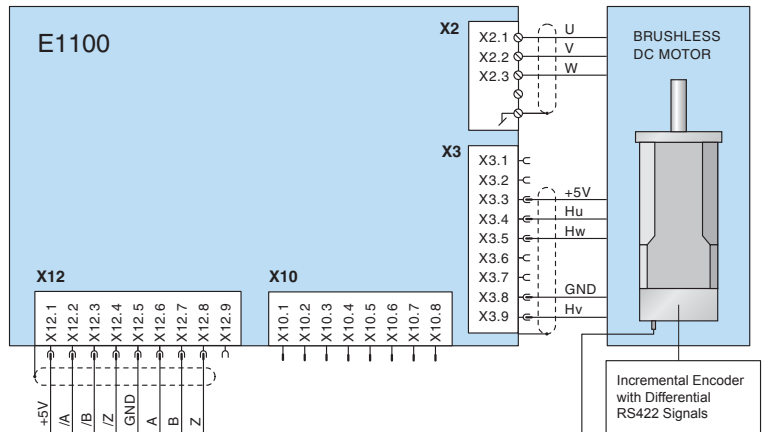 E1100
X2
X2.1
X2.2
X2.3
U
V
W
BRUSHLESS
DC MOTOR
X3
X3.1
X3.2
X3.3
X3.4
X3.5
X3.6
X3.7
X3.8
X3.9
+5V
Hu
Hw
GND
Hv
X12
X12.1
X12.2
X12.3
X12.4
X12.5
X12.6
X12.7
X12.8
X12.9
X10
X10.1
X10.2
X10.3
X10.4
X10.5
X10.6
X10.7
X10.8
+5V
/A
/B
/Z
GND
A
B
Z
Incremental Encoder
with Differential
RS422 Signals